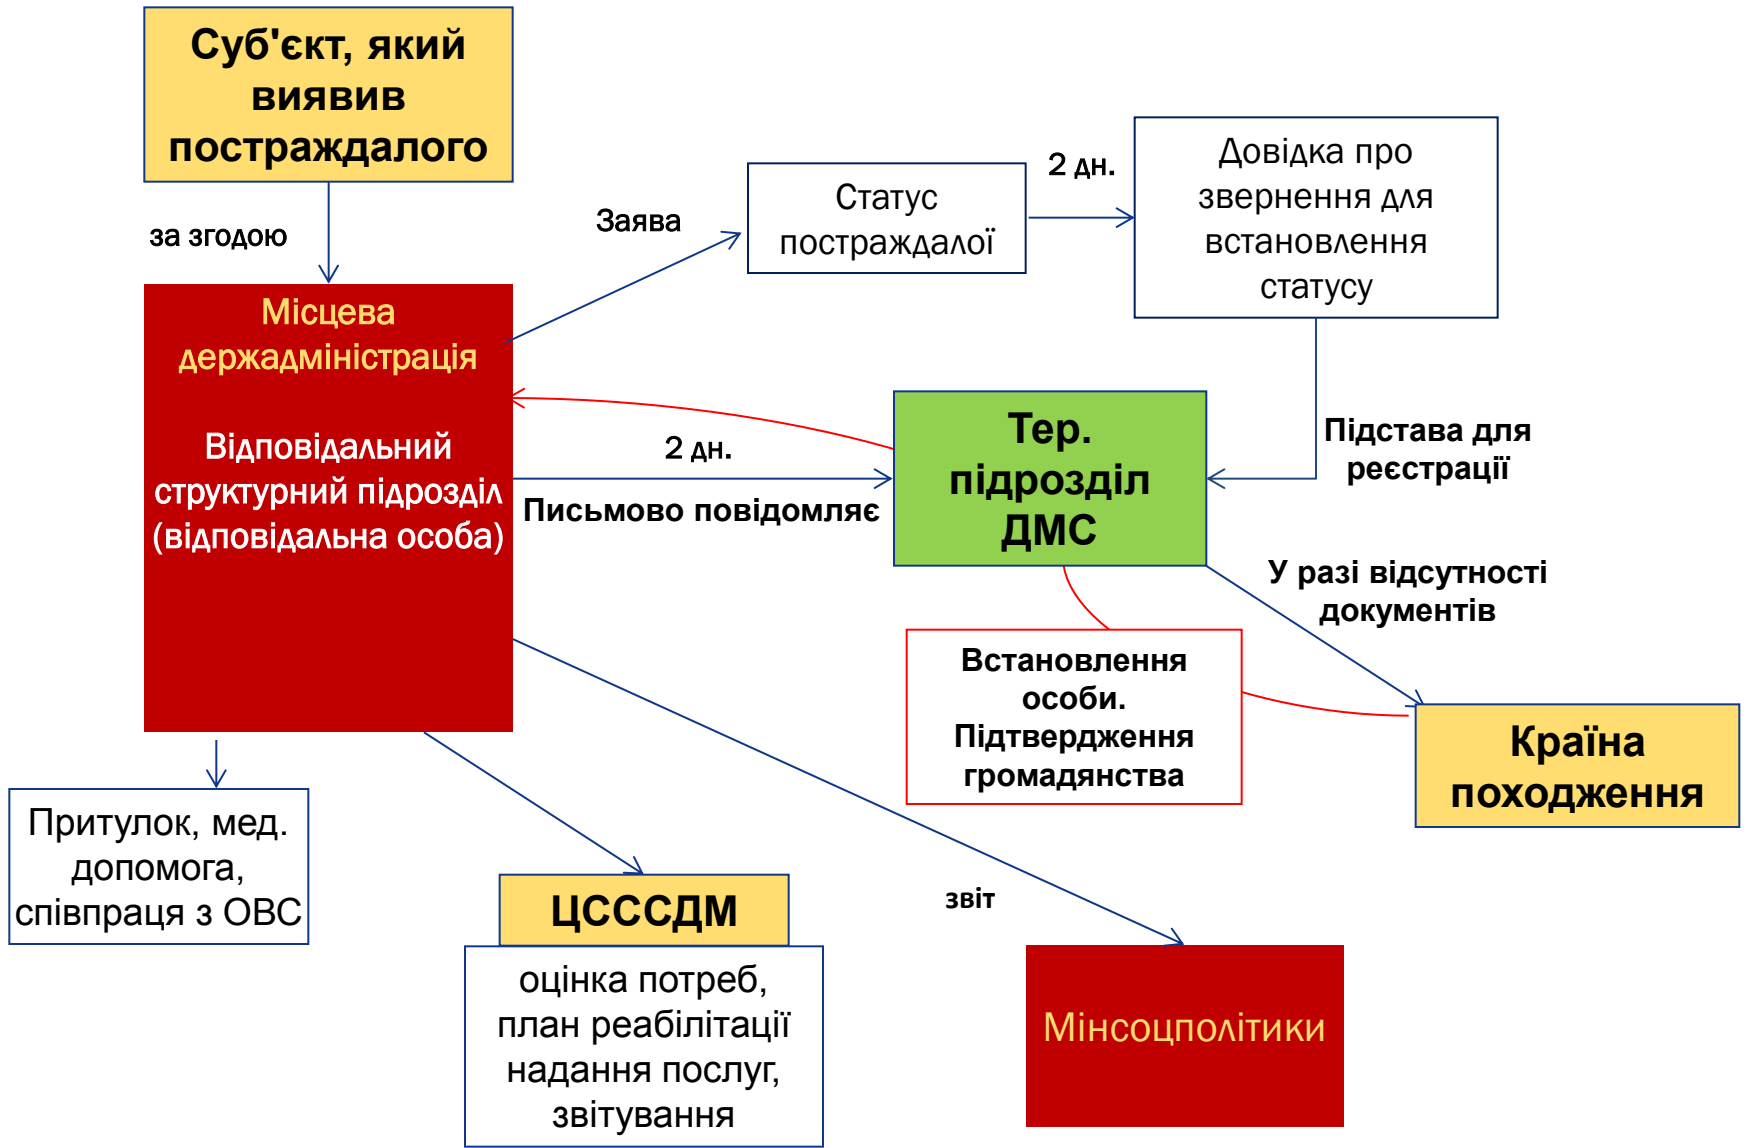 Суб'єкт, який
виявив
постраждалого
за згодою
Місцева
держадміністрація
Відповідальний
структурний підрозділ
(відповідальна особа)
Заява
Статус
постраждалої
2 дн.
Довідка про
звернення для
встановлення
статусу
2 дн.
Письмово повідомляє
Тер.
підрозділ
ДМС
Підстава для
реєстрації
У разі відсутності
документів
Встановлення
особи.
Підтвердження
громадянства
Країна
походження
Притулок, мед.
допомога,
співпраця з ОВС
ЦСССДМ
оцінка потреб,
план реабілітації
надання послуг,
звітування
звіт
Мінсоцполітики